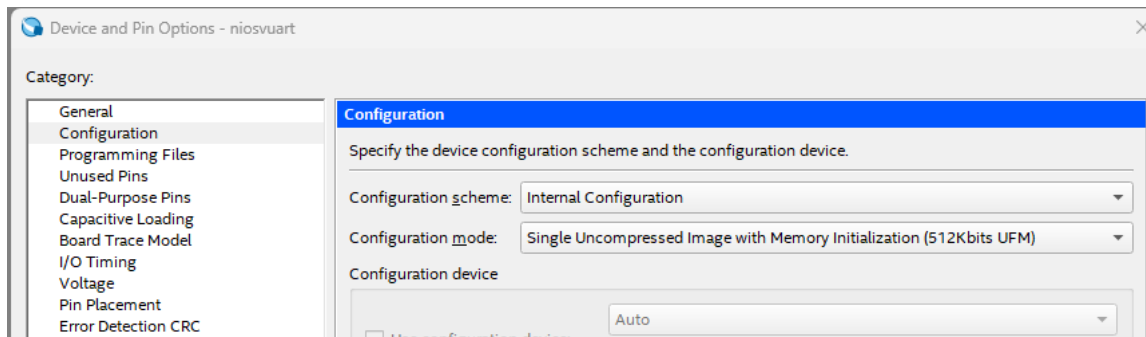 Device and Pin Options - niosvuart
Category:
General
Configuration
Programming Files
Unused Pins
Dual-Purpose Pins
Capacitive Loading
Board Trace Model
I/O Timing
Voltage
Pin Placement
Error Detection CRC
Configuration
Specify the device configuration scheme and the configuration device.
Configuration scheme: Internal Configuration
Configuration mode: Single Uncompressed Image with Memory Initialization (512Kbits UFM)
Configuration device
Auto